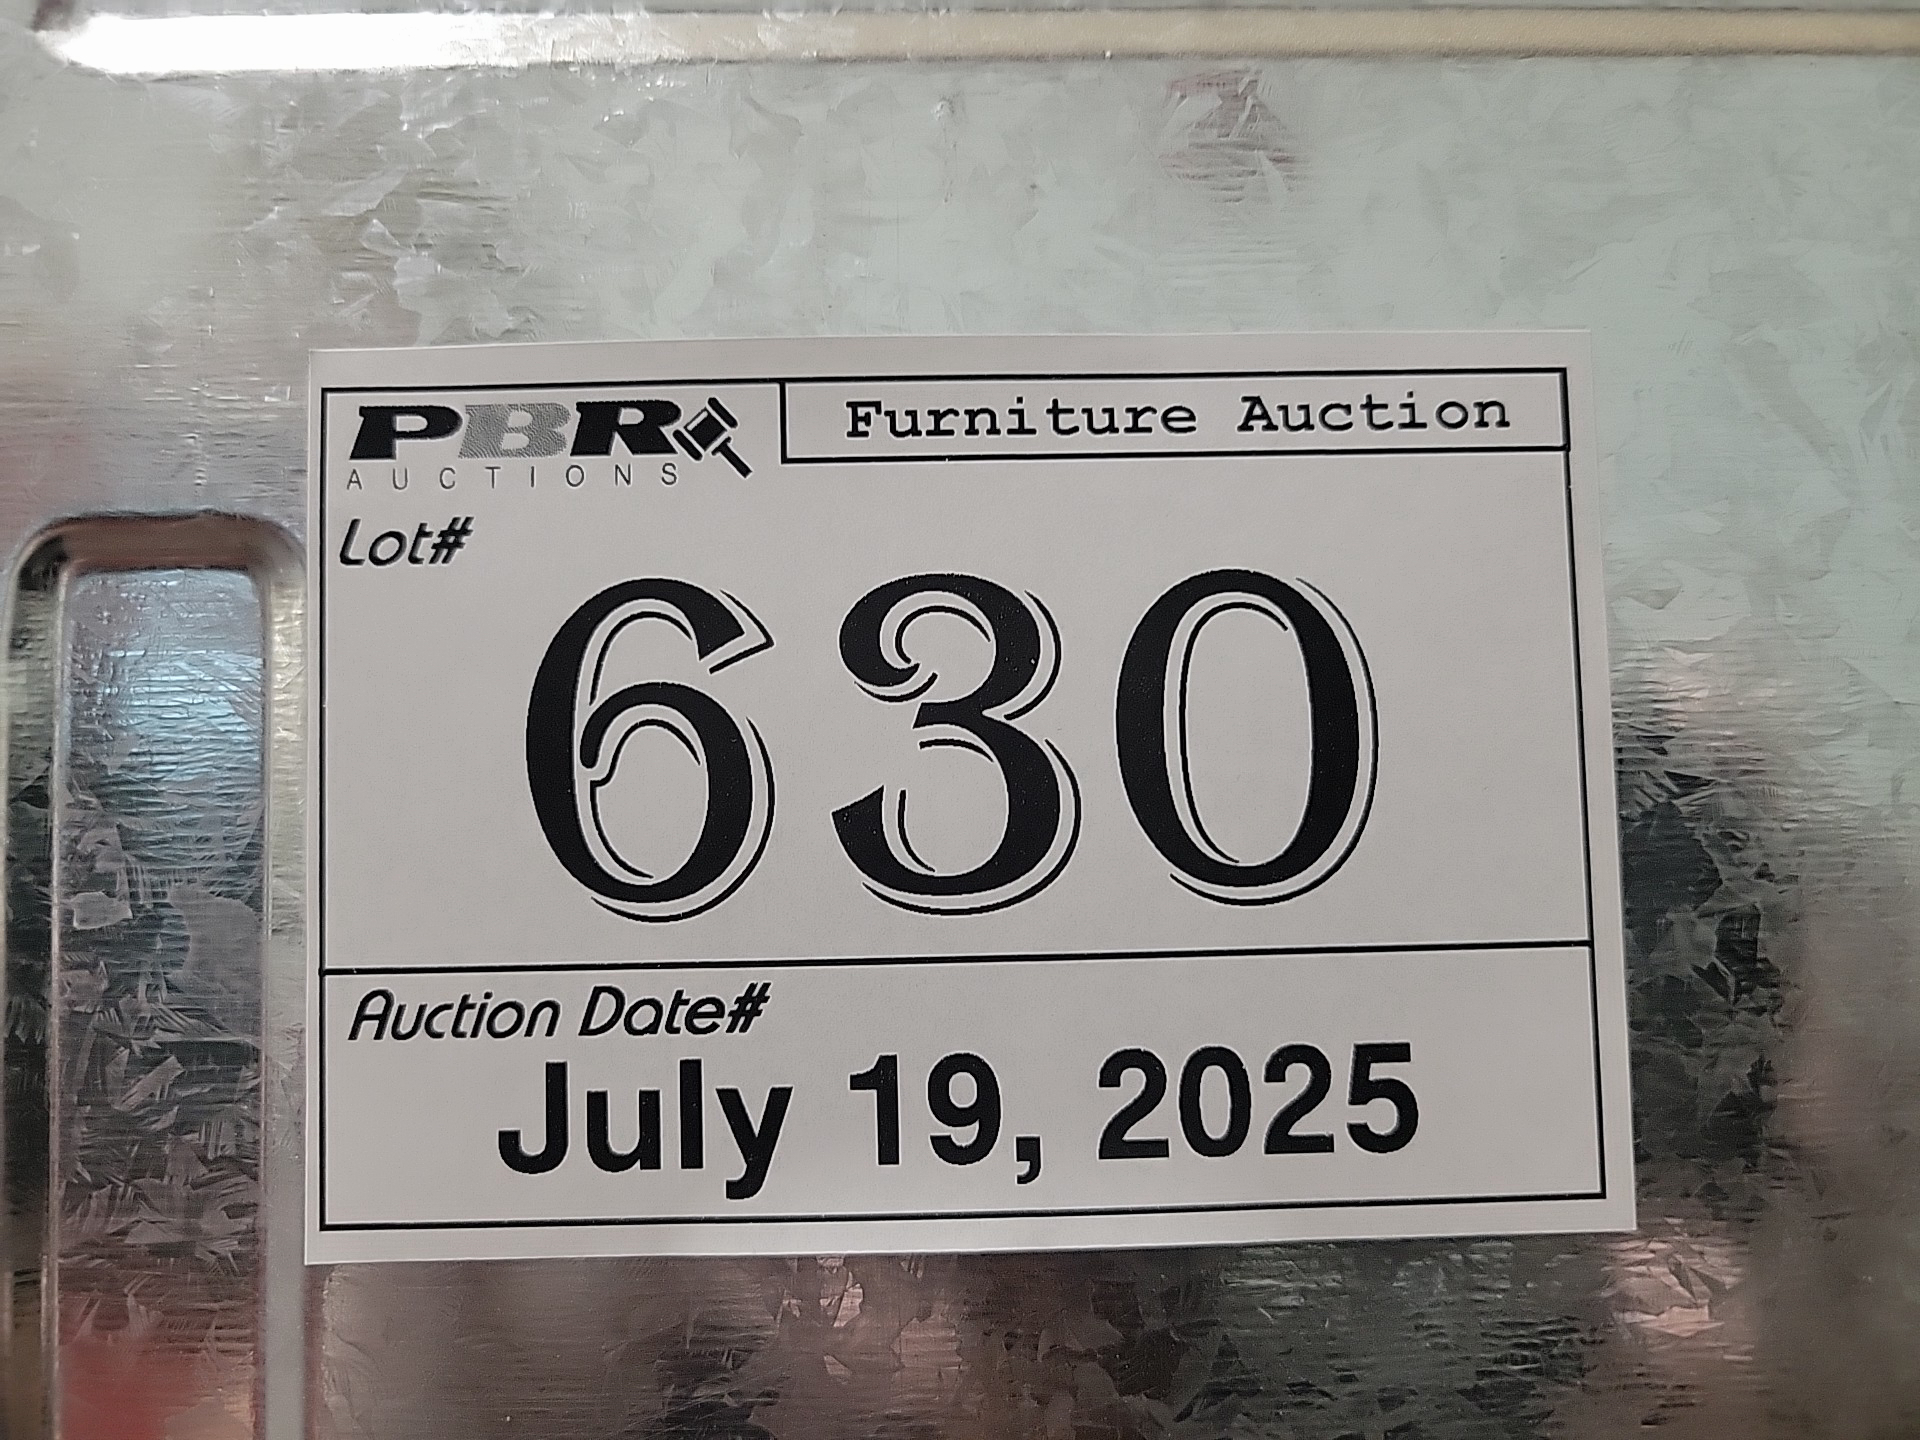 PBR
AUCTIONS
Furniture Auction
Lot#
630
Auction Date#
July 19, 2025